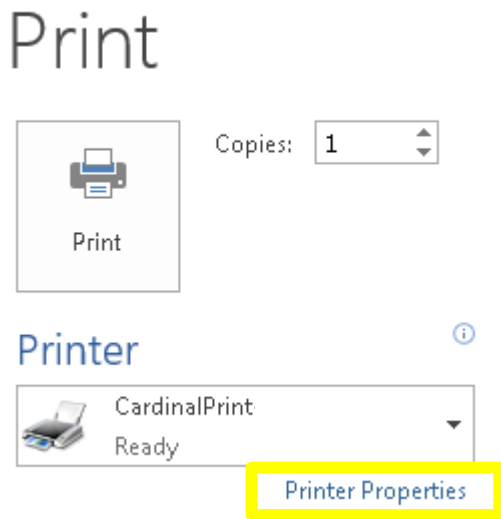 Print
Copies: 1
Print
Printer
CardinalPrint
Ready
Printer Properties